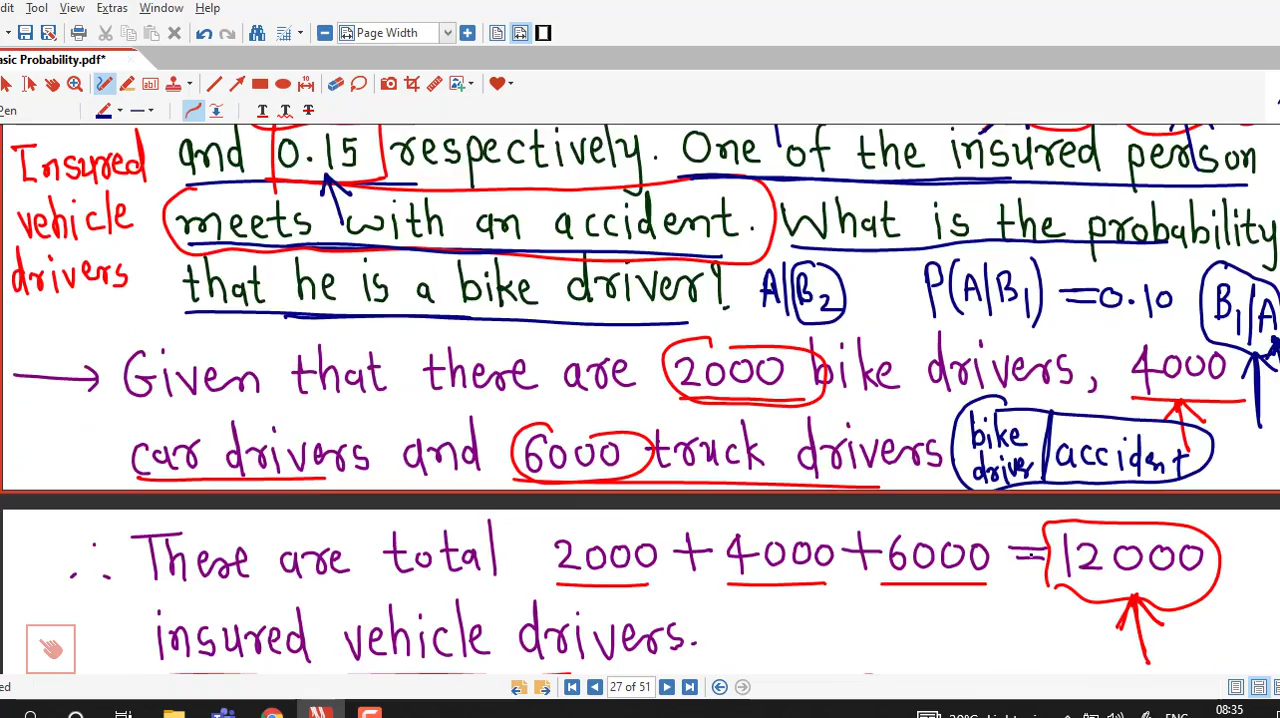 dit Tool View Extras Window Help
Page Width
asic Probability.pdf*
ab|
Pen
T T T
Insured and 0.15 respectively. One of the insured person
vehicle meets with an accident. What is the probability
drivers that he is a bike driver? A|B2 P(A|B1) =0.10 B1|A
Given that there are 2000 bike drivers, 4000
car drivers and 6000 truck drivers bike driver | accident
∴ There are total 2000 + 4000 + 6000 = 12000
insured vehicle drivers.
27 of 51
ENG 08:35